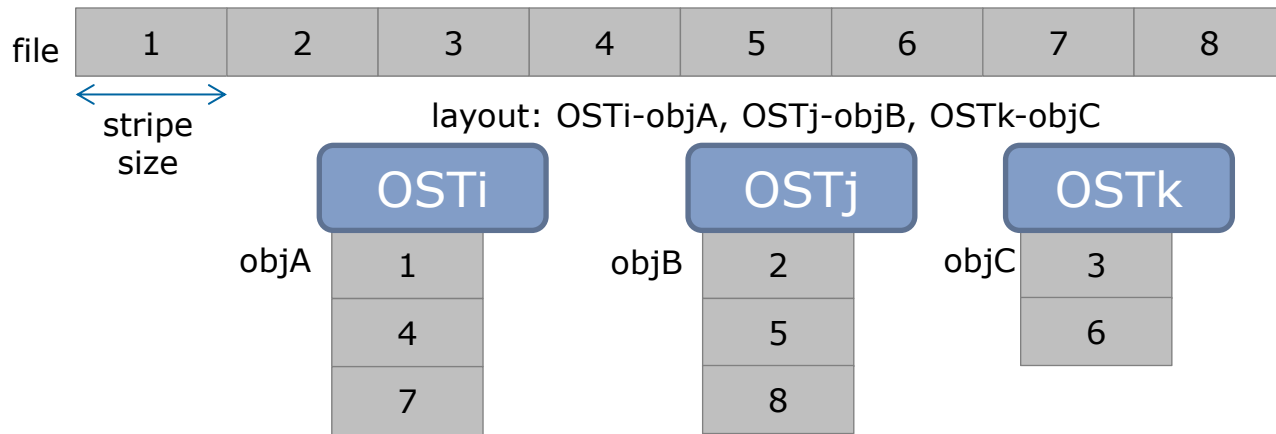 file 1 2 3 4 5 6 7 8
stripe
size
layout: OSTi-objA, OSTj-objB, OSTk-objC
OSTi OSTj OSTk
objA 1 objB 2 objC 3
4 5 6
7 8